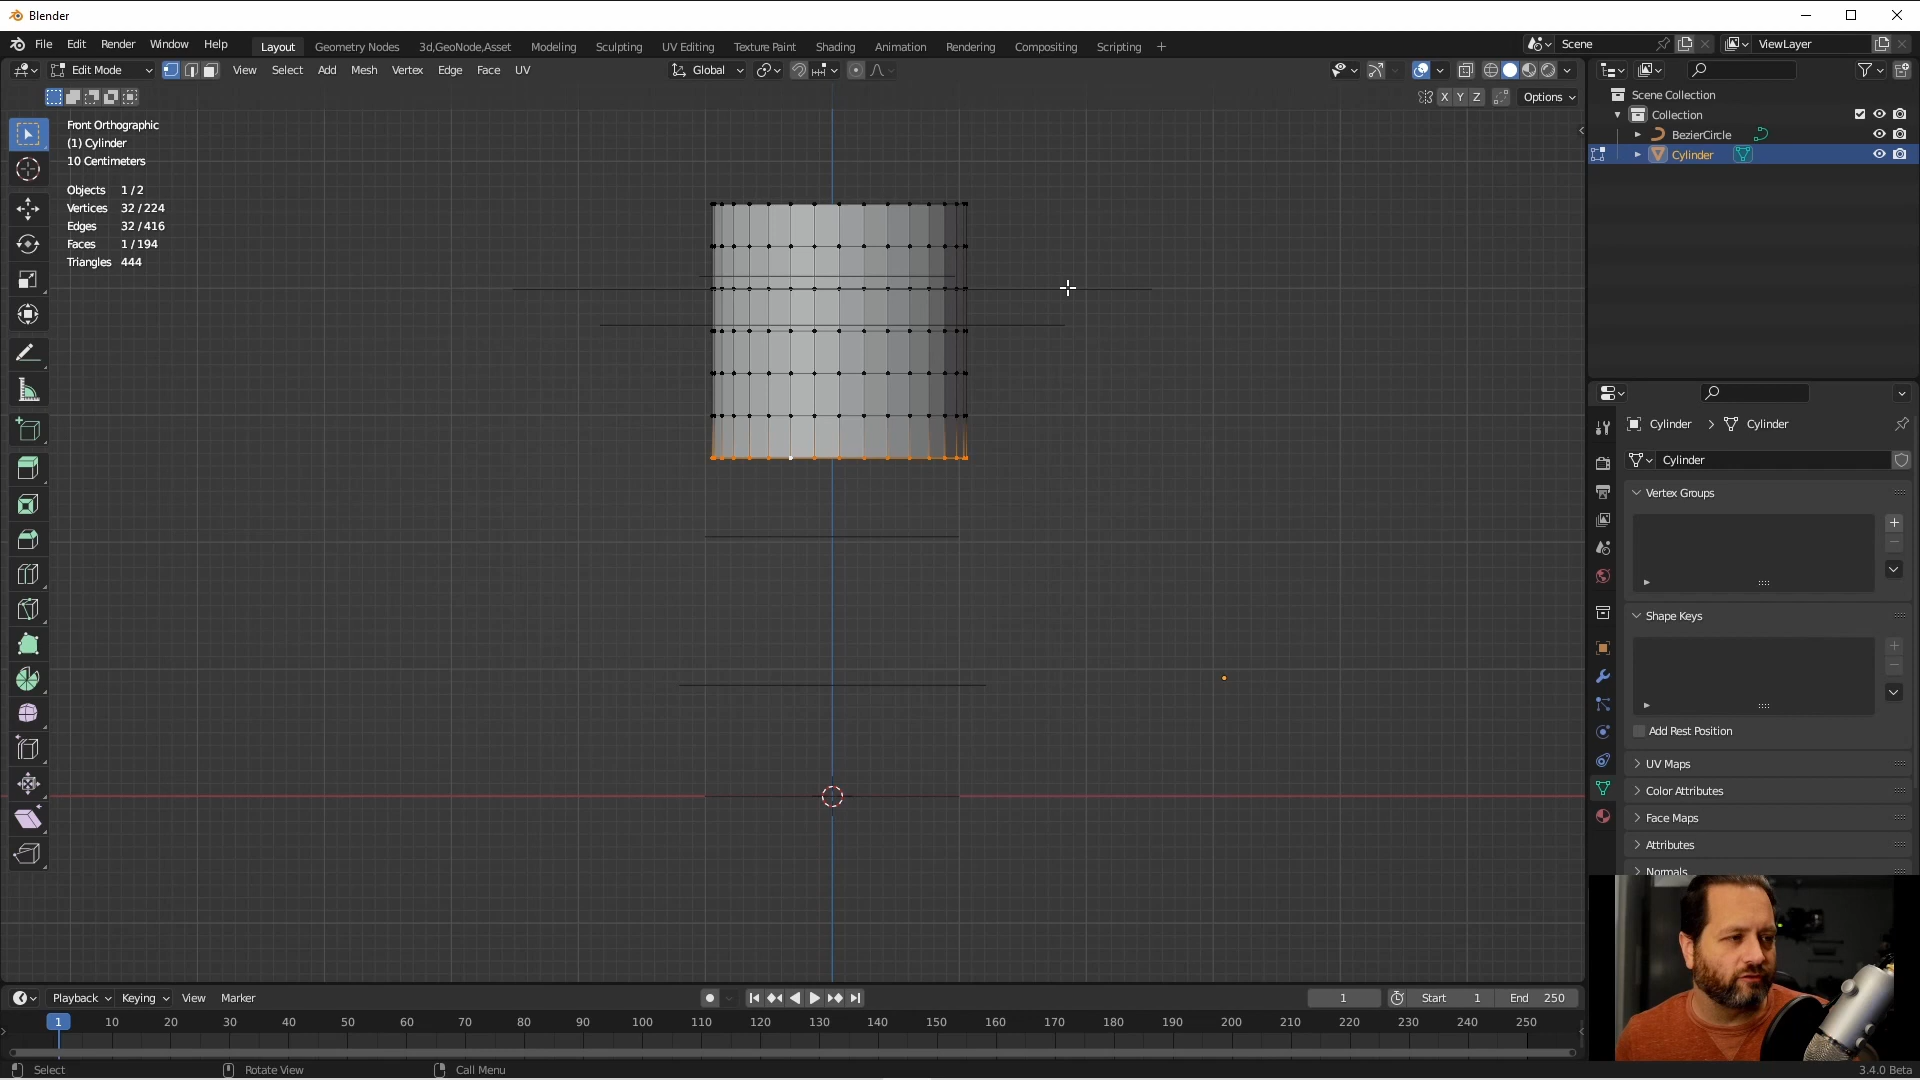 Blender
File Edit Render Window Help Layout Geometry Nodes 3d,GeoNode,Asset Modeling Sculpting UV Editing Texture Paint Shading Animation Rendering Compositing Scripting + Scene ViewLayer
Edit Mode View Select Add Mesh Vertex Edge Face UV Global
X Y Z Options
Front Orthographic
(1) Cylinder
10 Centimeters
Objects 1 / 2
Vertices 32 / 224
Edges 32 / 416
Faces 1 / 194
Triangles 444
Scene Collection
Collection
BezierCircle
Cylinder
Cylinder > Cylinder
Cylinder
Vertex Groups
Shape Keys
Add Rest Position
UV Maps
Color Attributes
Face Maps
Attributes
Normals
Playback Keying View Marker 1 Start 1 End 250
1 10 20 30 40 50 60 70 80 90 100 110 120 130 140 150 160 170 180 190 200 210 220 230 240 250
Select Rotate View Call Menu 3.4.0 Beta